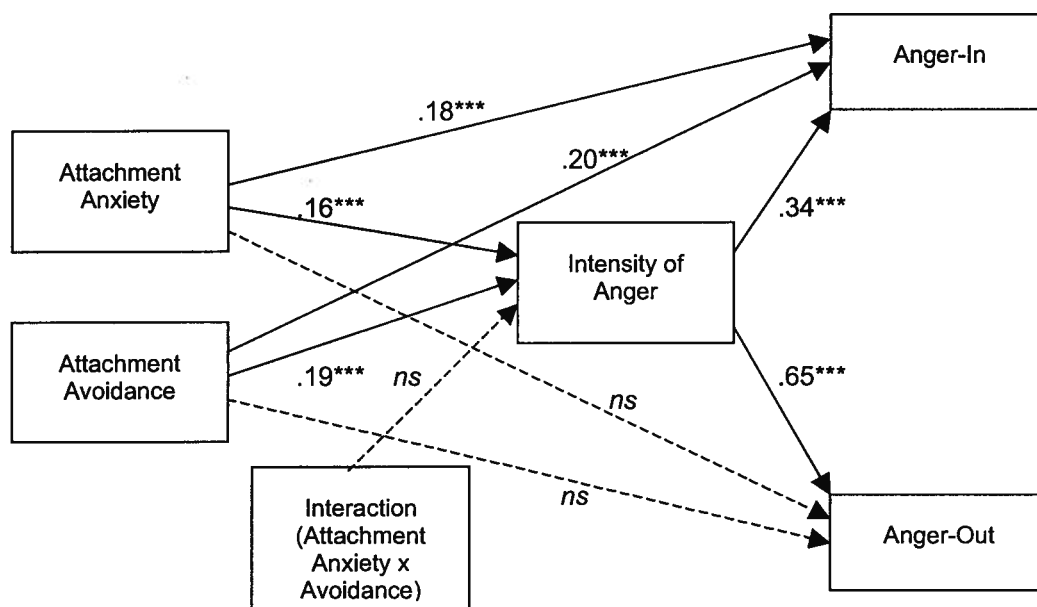 Anger-In
.18***
Attachment
Anxiety
.20***
.16***
.34***
Intensity of
Anger
Attachment
Avoidance
.19***
ns
ns
.65***
ns
Interaction
(Attachment
Anxiety x
Avoidance)
Anger-Out